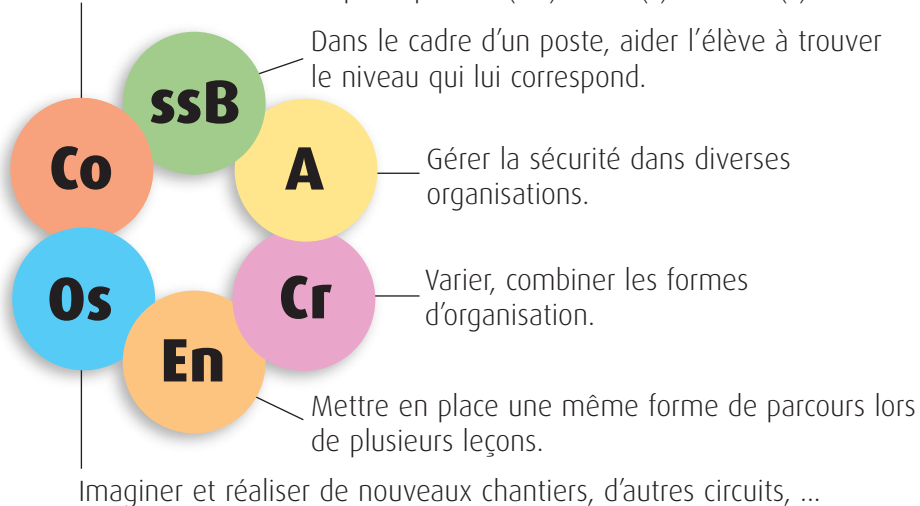 Dans le cadre d'un poste, aider l'élève à trouver
le niveau qui lui correspond.
ssB
Co
A
Gérer la sécurité dans diverses
organisations.
Os
Cr
Varier, combiner les formes
d'organisation.
En
Mettre en place une même forme de parcours lors
de plusieurs leçons.
Imaginer et réaliser de nouveaux chantiers, d'autres circuits, ...